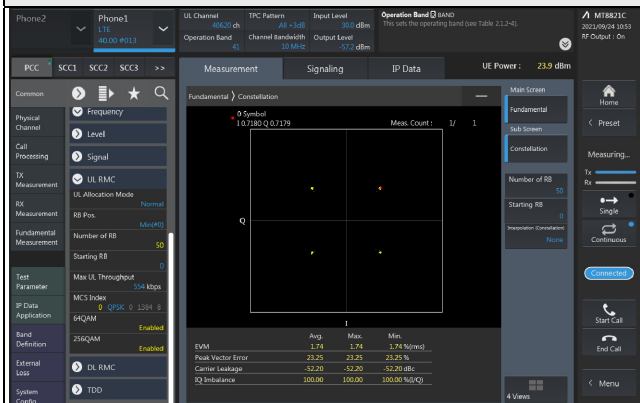 Phone2
Phone1
LTE
40.00 #013
UL Channel
40620 ch
TPC Pattern
All +3dB
Input Level
30.0 dBm
Operation Band
41
Channel Bandwidth
10 MHz
Output Level
-57.2 dBm
Operation Band BAND
This sets the operating band (see Table 2.1.2-4).
MT8821C
2021/09/24 10:53
RF Output : On
PCC SCC1 SCC2 SCC3 >>
Measurement Signaling IP Data
UE Power : 23.9 dBm
Common
Physical
Channel
Call
Processing
TX
Measurement
RX
Measurement
Fundamental
Measurement
Test
Parameter
IP Data
Application
Band
Definition
External
Loss
System
Config
Frequency
Level
Signal
UL RMC
UL Allocation Mode
Normal
RB Pos.
Min(#0)
Number of RB
50
Starting RB
0
Max UL Throughput
554 kbps
MCS Index
0 QPSK 0 1384 8
64QAM
Enabled
256QAM
Enabled
DL RMC
TDD
Fundamental > Constellation
0 Symbol
I 0.7180 Q 0.7179
Meas. Count : 1/ 1
Q
I
Avg. Max. Min.
EVM 1.74 1.74 1.74 %(rms)
Peak Vector Error 23.25 23.25 23.25 %
Carrier Leakage -52.20 -52.20 -52.20 dBc
IQ Imbalance 100.00 100.00 100.00 %(I/Q)
Main Screen
Fundamental
Sub Screen
Constellation
Number of RB
50
Starting RB
0
Interpolation (Constellation)
None
4 Views
Home
< Preset
Measuring...
Tx
Rx
Single
Continuous
Connected
Start Call
End Call
< Menu